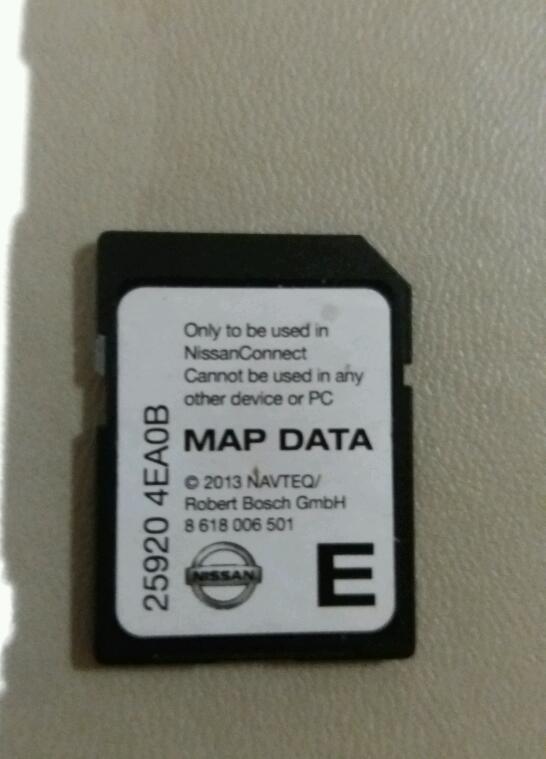 Only to be used in
NissanConnect
Cannot be used in any
other device or PC
MAP DATA
© 2013 NAVTEQ/
Robert Bosch GmbH
8 618 006 501
NISSAN
E
25920 4EA0B